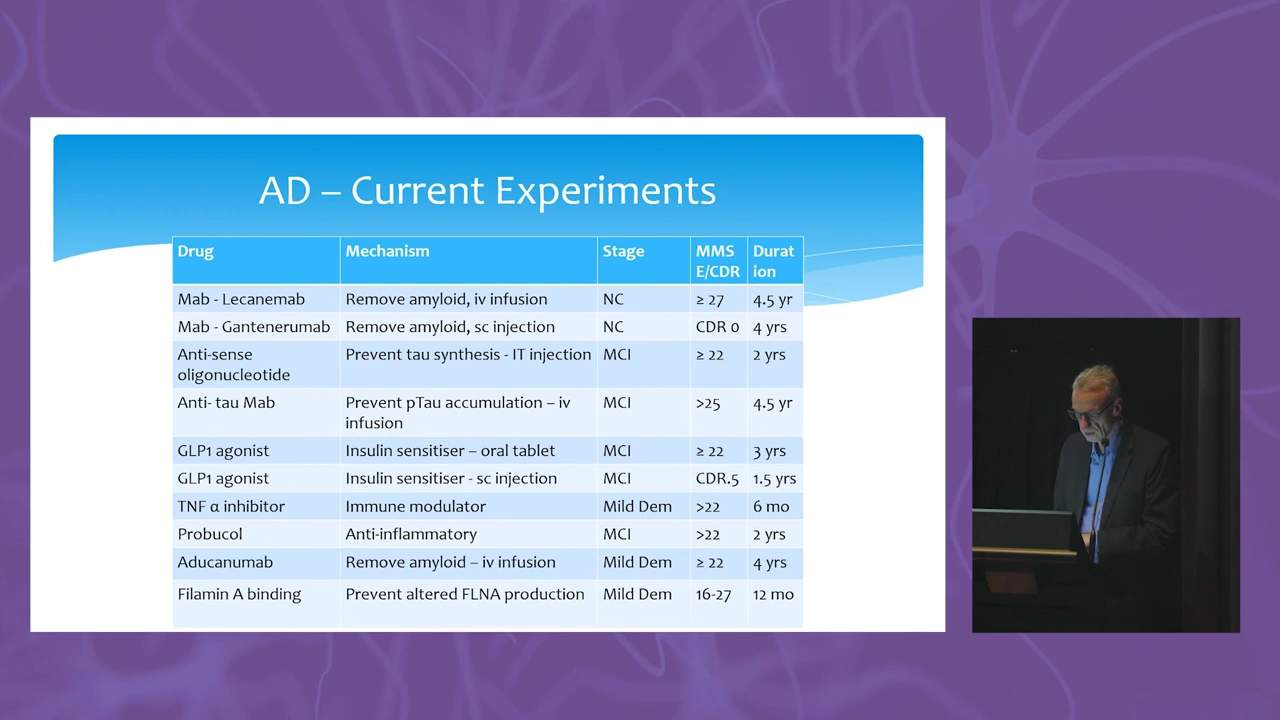 AD – Current Experiments
Drug Mechanism Stage MMS Durat
E/CDR ion
Mab - Lecanemab Remove amyloid, iv infusion NC ≥ 27 4.5 yr
Mab - Gantenerumab Remove amyloid, sc injection NC CDR 0 4 yrs
Anti-sense Prevent tau synthesis - IT injection MCI ≥ 22 2 yrs
oligonucleotide
Anti- tau Mab Prevent pTau accumulation – iv MCI >25 4.5 yr
infusion
GLP1 agonist Insulin sensitiser – oral tablet MCI ≥ 22 3 yrs
GLP1 agonist Insulin sensitiser - sc injection MCI CDR.5 1.5 yrs
TNF α inhibitor Immune modulator Mild Dem >22 6 mo
Probucol Anti-inflammatory MCI >22 2 yrs
Aducanumab Remove amyloid – iv infusion Mild Dem ≥ 22 4 yrs
Filamin A binding Prevent altered FLNA production Mild Dem 16-27 12 mo